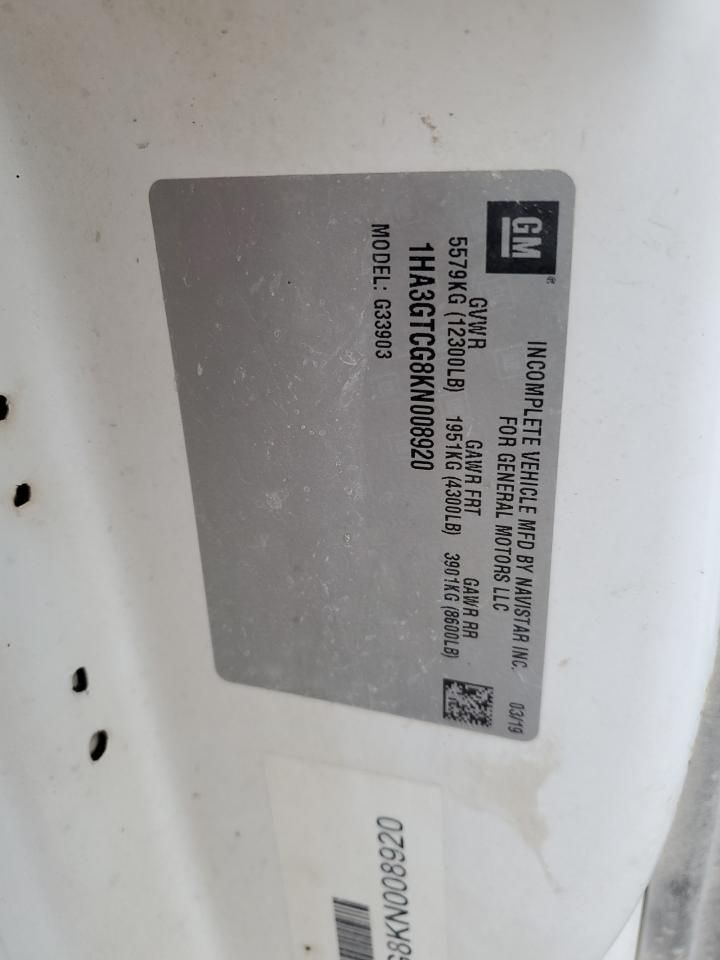 GM
INCOMPLETE VEHICLE MFD BY NAVISTAR INC. 03/19
FOR GENERAL MOTORS LLC
GVWR GAWR FRT GAWR RR
5579KG (12300LB) 1951KG (4300LB) 3901KG (8600LB)
1HA3GTCG8KN008920
MODEL: G33903
8KN008920